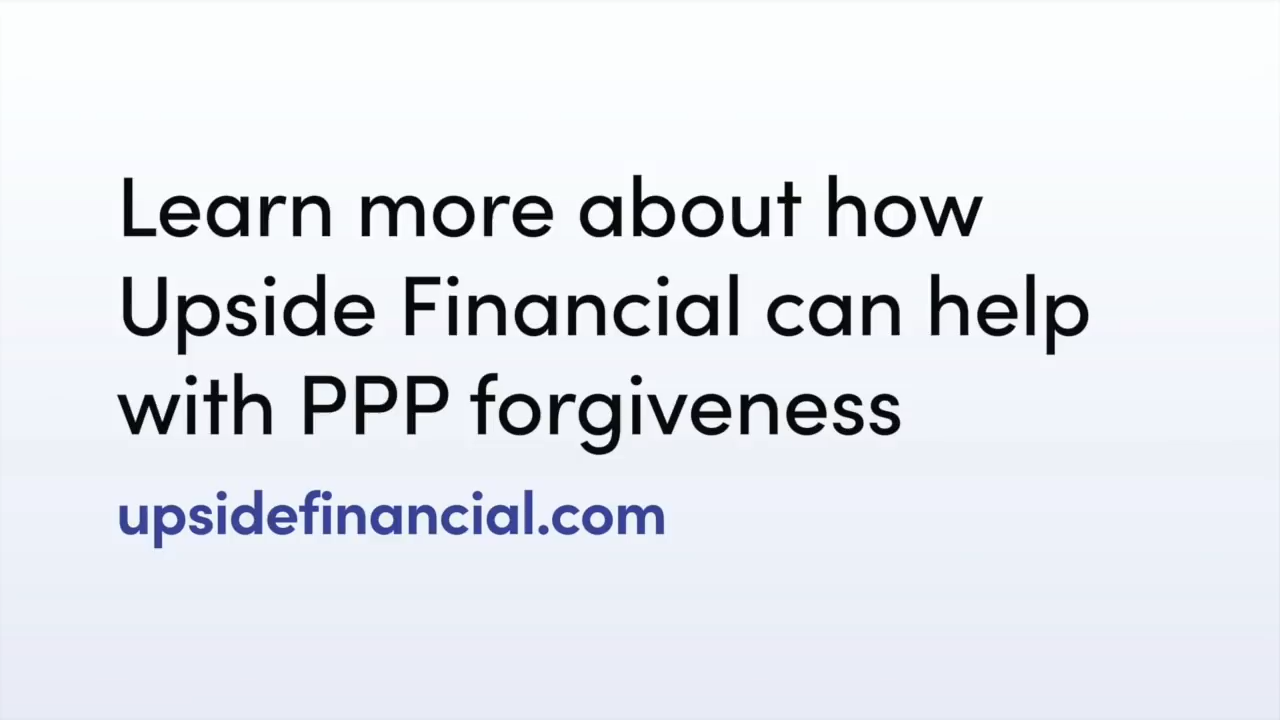 Learn more about how
Upside Financial can help
with PPP forgiveness
upsidefinancial.com